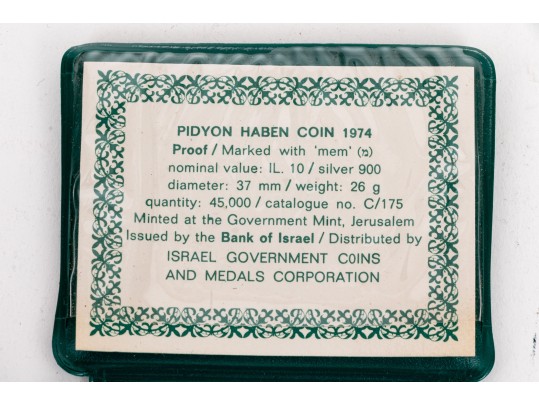 PIDYON HABEN COIN 1974
Proof / Marked with 'mem' (מ)
nominal value: IL. 10 / silver 900
diameter: 37 mm / weight: 26 g
quantity: 45,000 / catalogue no. C/175
Minted at the Government Mint, Jerusalem
Issued by the Bank of Israel / Distributed by
ISRAEL GOVERNMENT COINS
AND MEDALS CORPORATION